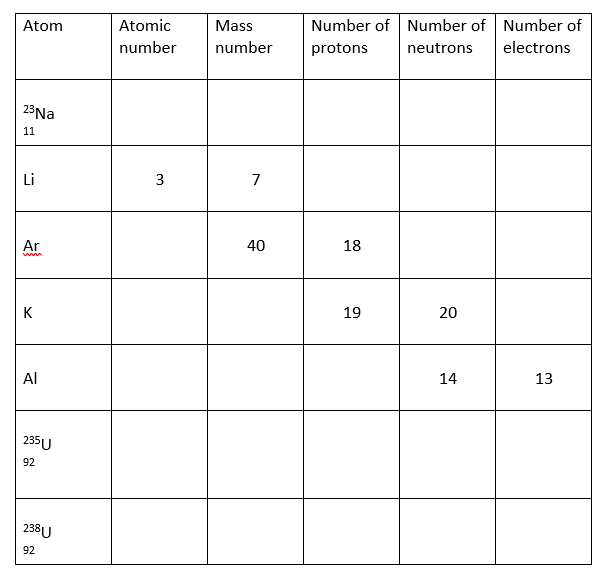 Atom Atomic number Mass number Number of protons Number of neutrons Number of electrons
²³Na
₁₁
Li 3 7
Ar 40 18
K 19 20
Al 14 13
²³⁵U
₉₂
²³⁸U
₉₂